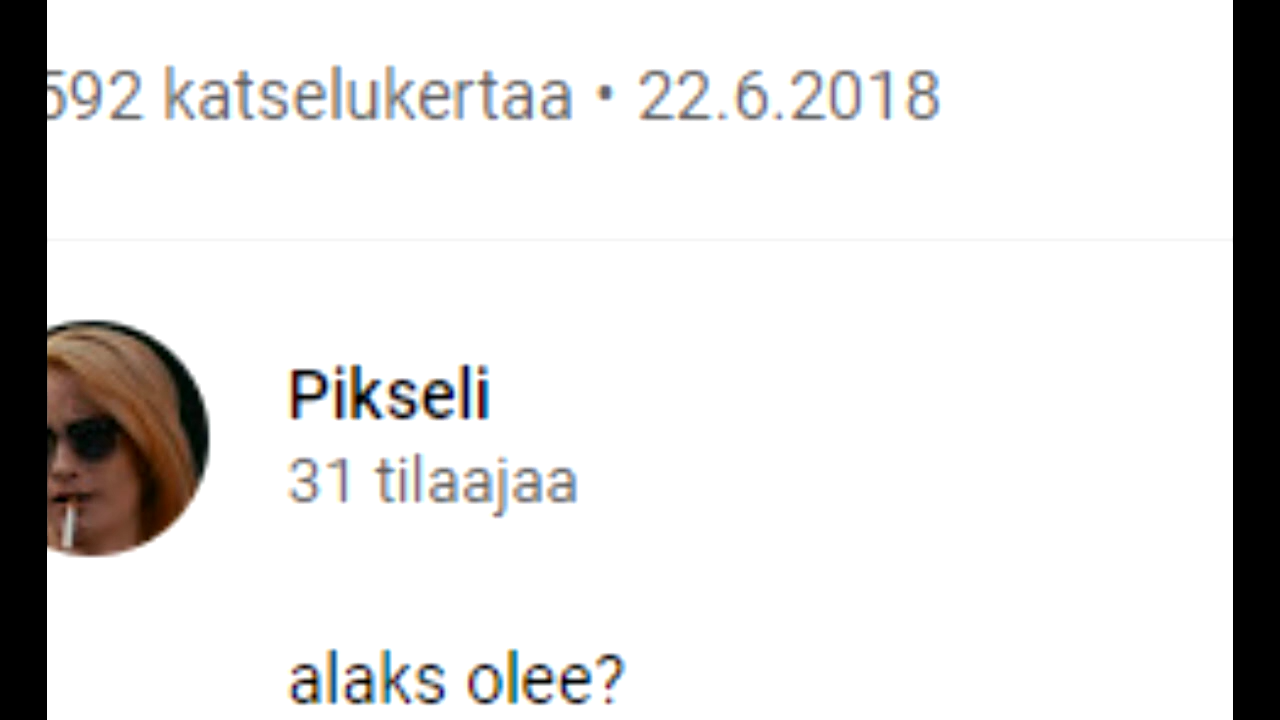 592 katselukertaa • 22.6.2018
Pikseli
31 tilaajaa
alaks olee?